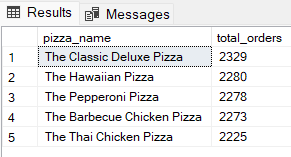 Results Messages
pizza_name total_orders
1 The Classic Deluxe Pizza 2329
2 The Hawaiian Pizza 2280
3 The Pepperoni Pizza 2278
4 The Barbecue Chicken Pizza 2273
5 The Thai Chicken Pizza 2225